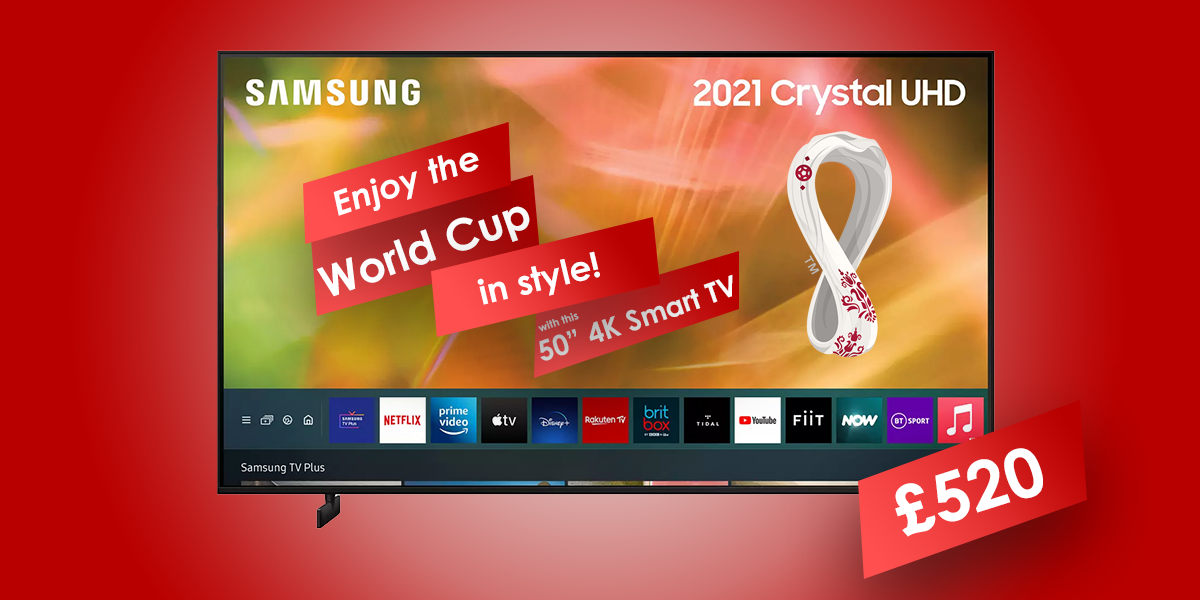 SAMSUNG
2021 Crystal UHD
Enjoy the
World Cup
in style!
with this
50” 4K Smart TV
TM
SAMSUNG
TV Plus
NETFLIX
prime
video
tv
Disney+
Rakuten TV
brit
box
TIDAL
YouTube
FiiT
NOW
BT SPORT
Samsung TV Plus
£520